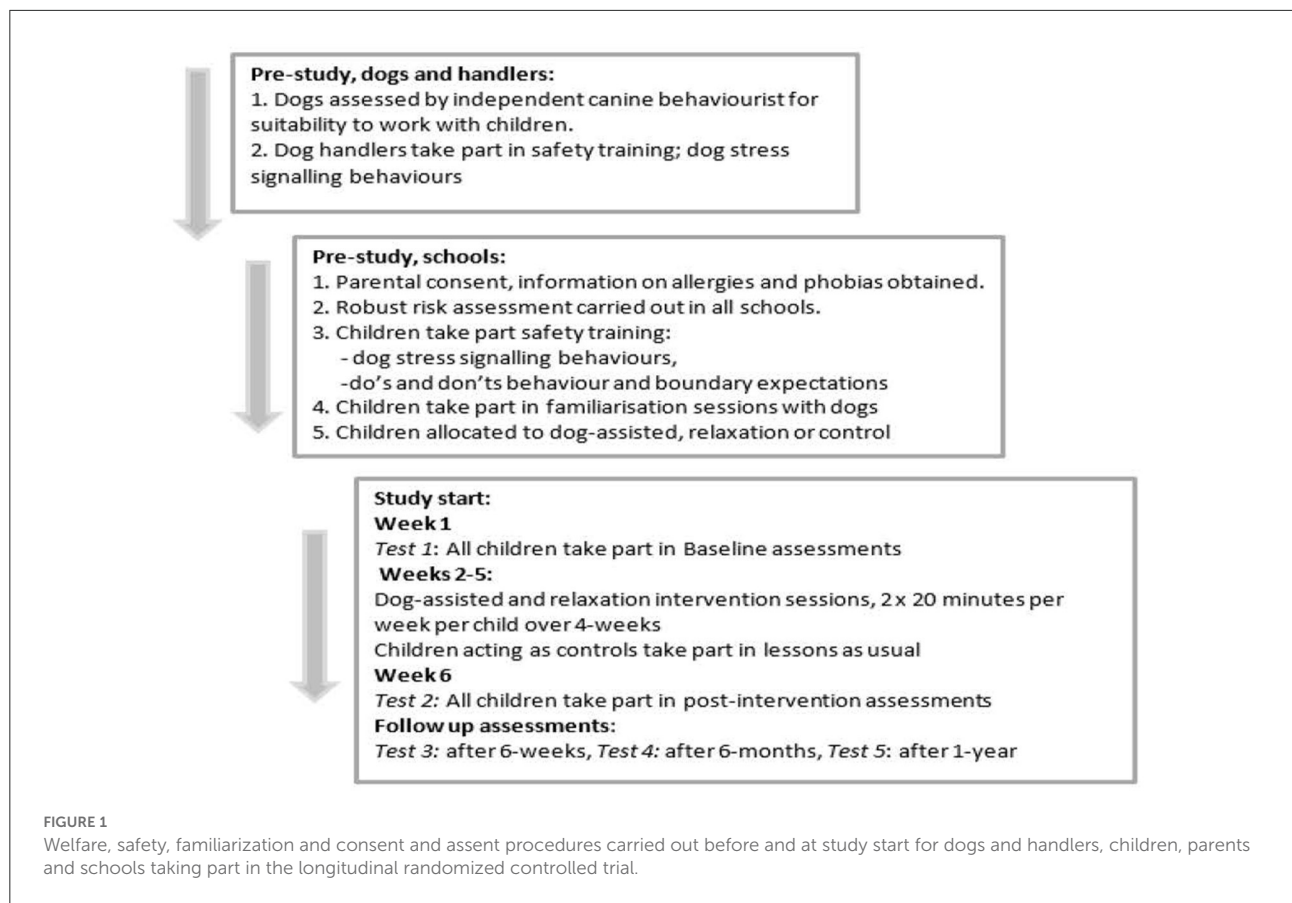 Pre-study, dogs and handlers:
1. Dogs assessed by independent canine behaviourist for
suitability to work with children.
2. Dog handlers take part in safety training; dog stress
signalling behaviours
Pre-study, schools:
1. Parental consent, information on allergies and phobias obtained.
2. Robust risk assessment carried out in all schools.
3. Children take part safety training:
- dog stress signalling behaviours,
-do's and don'ts behaviour and boundary expectations
4. Children take part in familiarisation sessions with dogs
5. Children allocated to dog-assisted, relaxation or control
Study start:
Week 1
Test 1: All children take part in Baseline assessments
Weeks 2-5:
Dog-assisted and relaxation intervention sessions, 2 x 20 minutes per
week per child over 4-weeks
Children acting as controls take part in lessons as usual
Week 6
Test 2: All children take part in post-intervention assessments
Follow up assessments:
Test 3: after 6-weeks, Test 4: after 6-months, Test 5: after 1-year
FIGURE 1
Welfare, safety, familiarization and consent and assent procedures carried out before and at study start for dogs and handlers, children, parents
and schools taking part in the longitudinal randomized controlled trial.